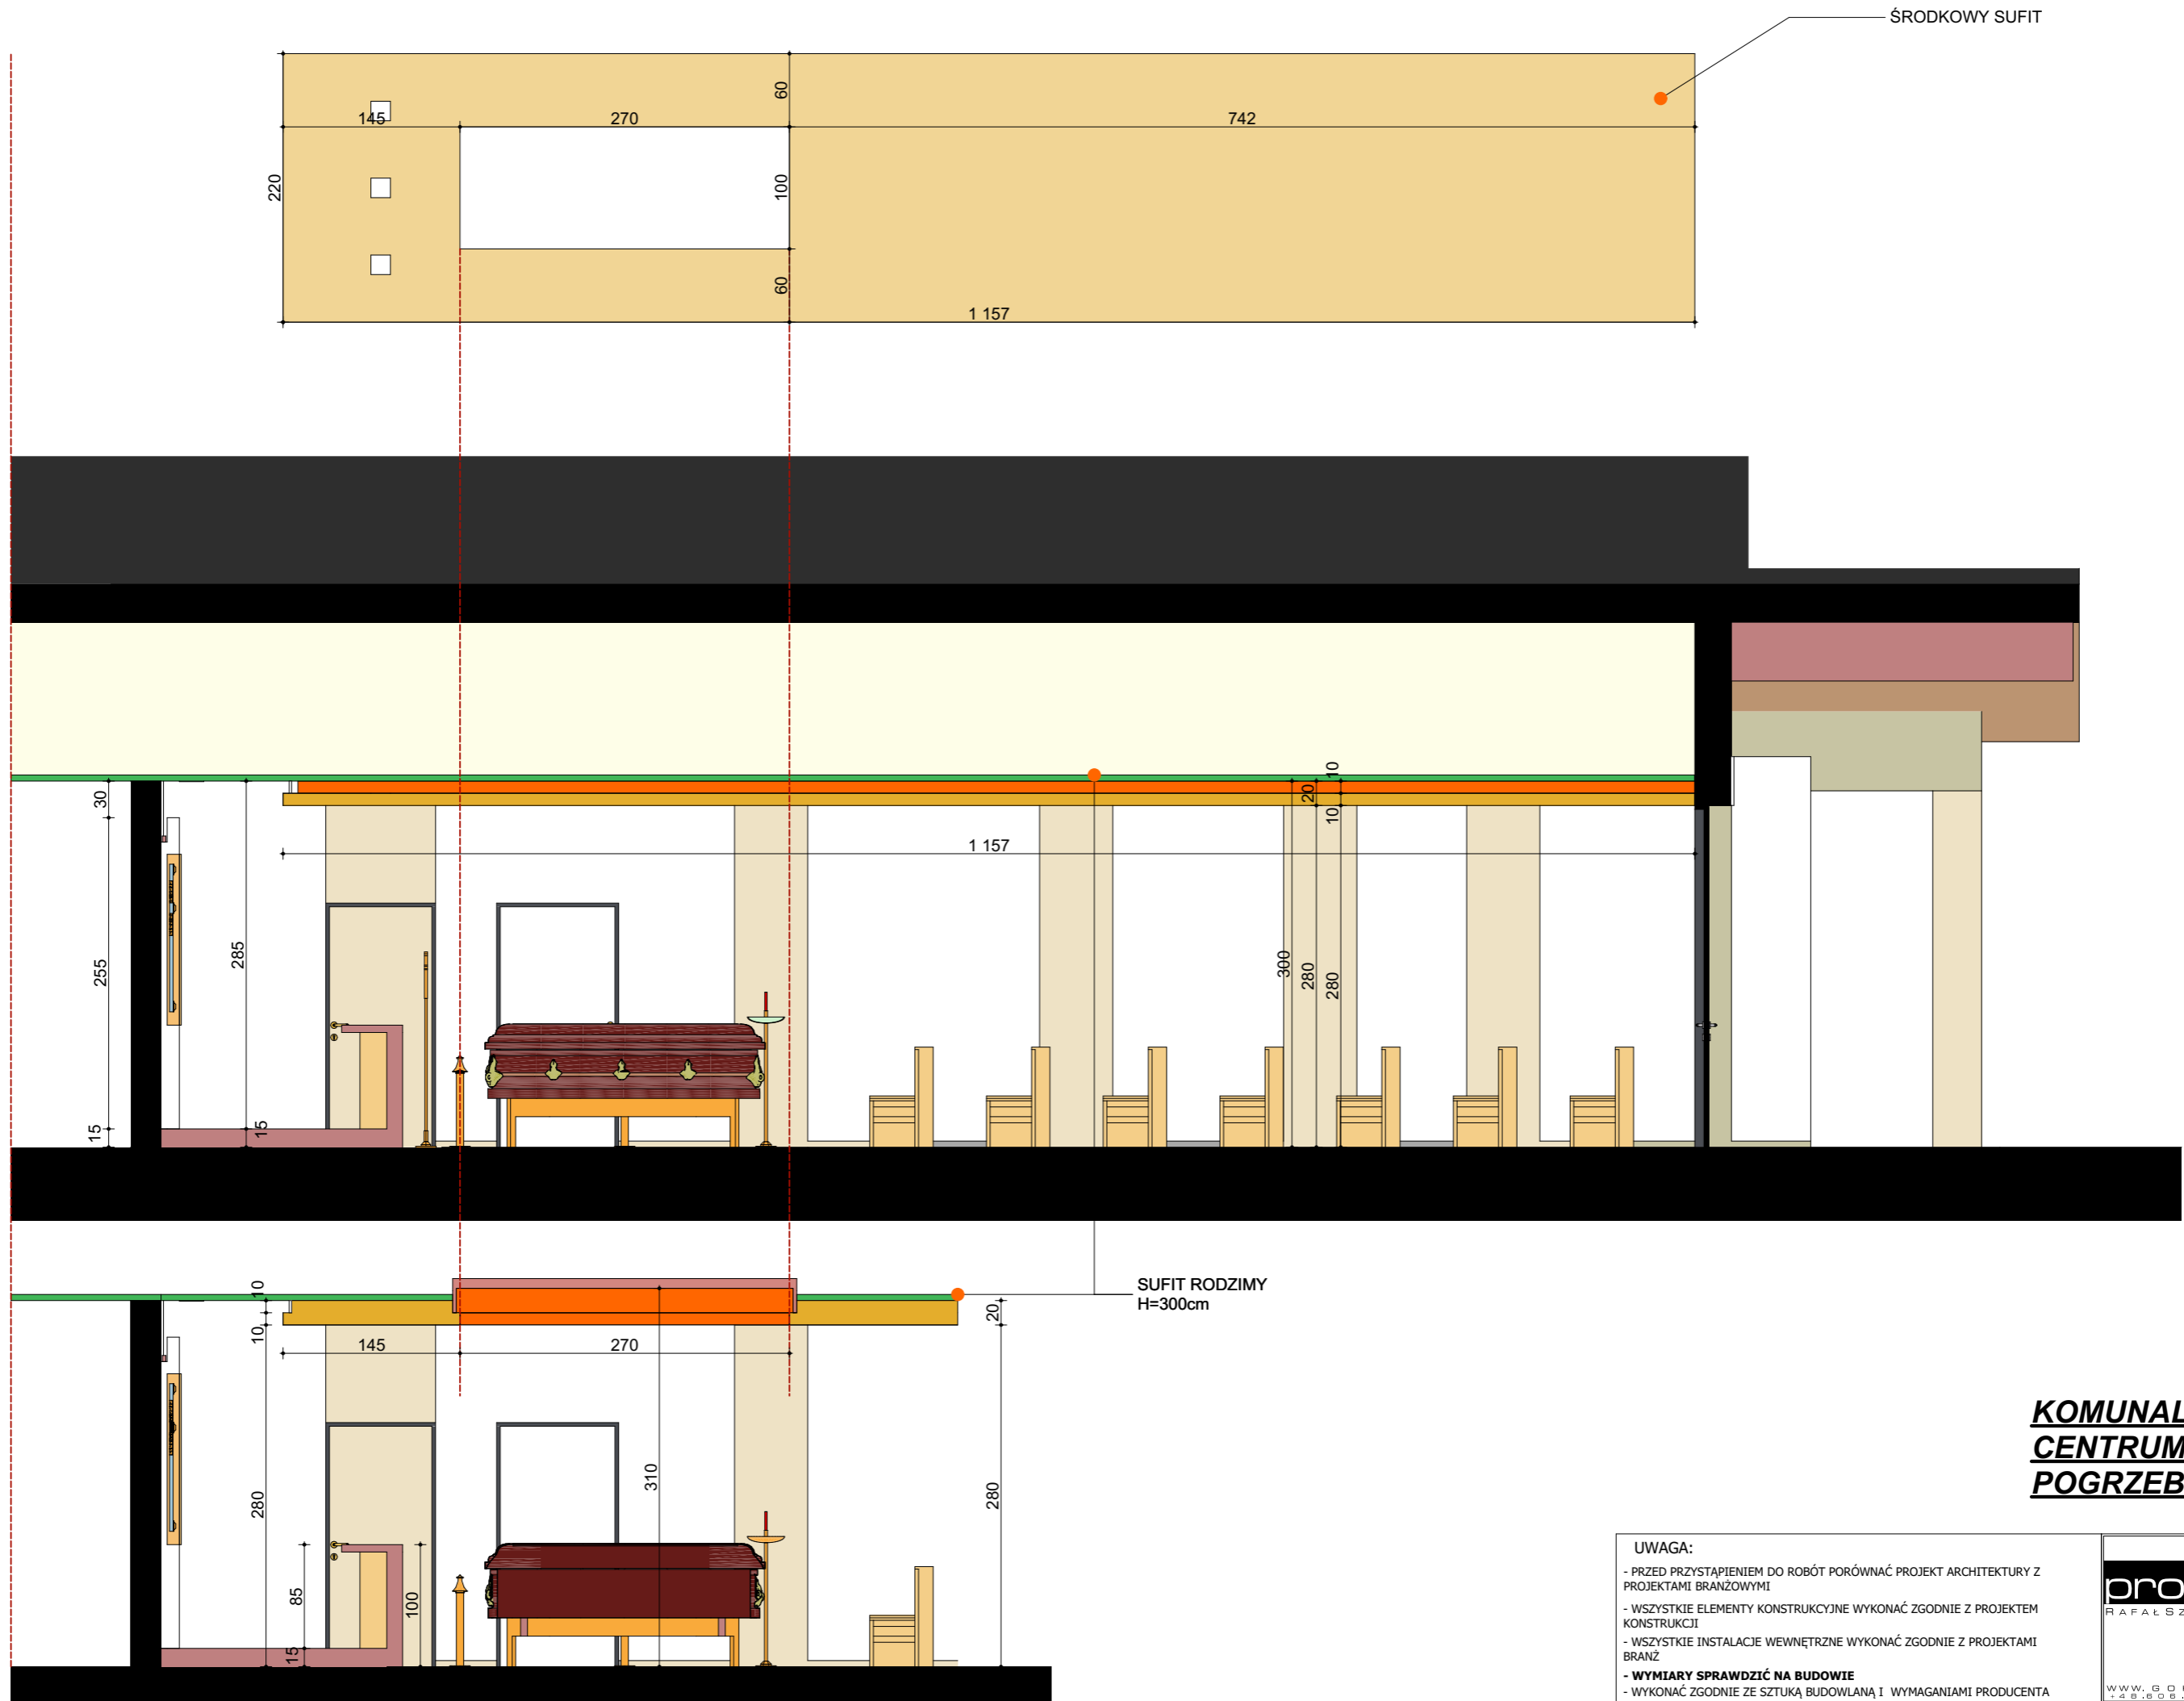 ŚRODKOWY SUFIT
60
145
270
742
220
100
60
1 157
30
10
20
10
1 157
255
285
300
280
280
15
15
10
SUFIT RODZIMY
H=300cm
20
10
145
270
310
280
280
85
100
15
KOMUNAL
CENTRUM
POGRZEB
UWAGA:
- PRZED PRZYSTĄPIENIEM DO ROBÓT PORÓWNAĆ PROJEKT ARCHITEKTURY Z
PROJEKTAMI BRANŻOWYMI
- WSZYSTKIE ELEMENTY KONSTRUKCYJNE WYKONAĆ ZGODNIE Z PROJEKTEM
KONSTRUKCJI
- WSZYSTKIE INSTALACJE WEWNĘTRZNE WYKONAĆ ZGODNIE Z PROJEKTAMI
BRANŻ
- WYMIARY SPRAWDZIĆ NA BUDOWIE
- WYKONAĆ ZGODNIE ZE SZTUKĄ BUDOWLANĄ I WYMAGANIAMI PRODUCENTA
pro
RAFAŁ SZ